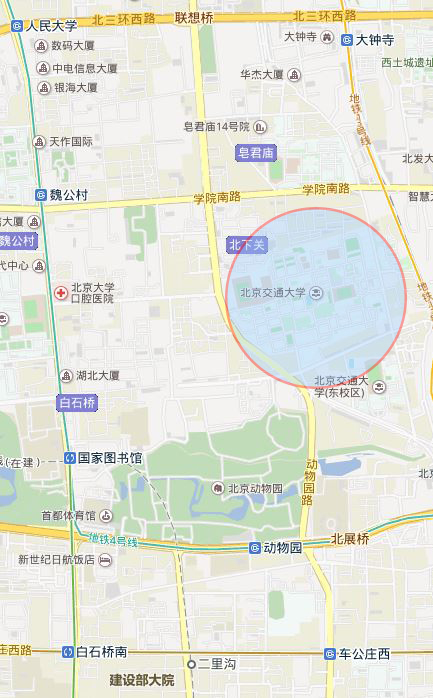 北三环西路
联想桥
北三环西路
人民大学
大钟寺
大钟寺
数码大厦
西土城遗址
中电信息大厦
华杰大厦
银海大厦
地铁13号线
皂君庙14号院
天作国际
皂君庙
北发大
魏公村
学院南路
学院南路
智慧
信大厦
魏公村
北下关
代中心
北京大学
口腔医院
北京交通大学
地铁
湖北大厦
北京交通大
学(东校区)
白石桥
国家图书馆
(在建)
动物园路
北京动物园
北京
首都体育馆
地铁4号线
动物园
北展桥
新世纪日航饭店
庄西路
白石桥南
二里沟
车公庄西
建设部大院